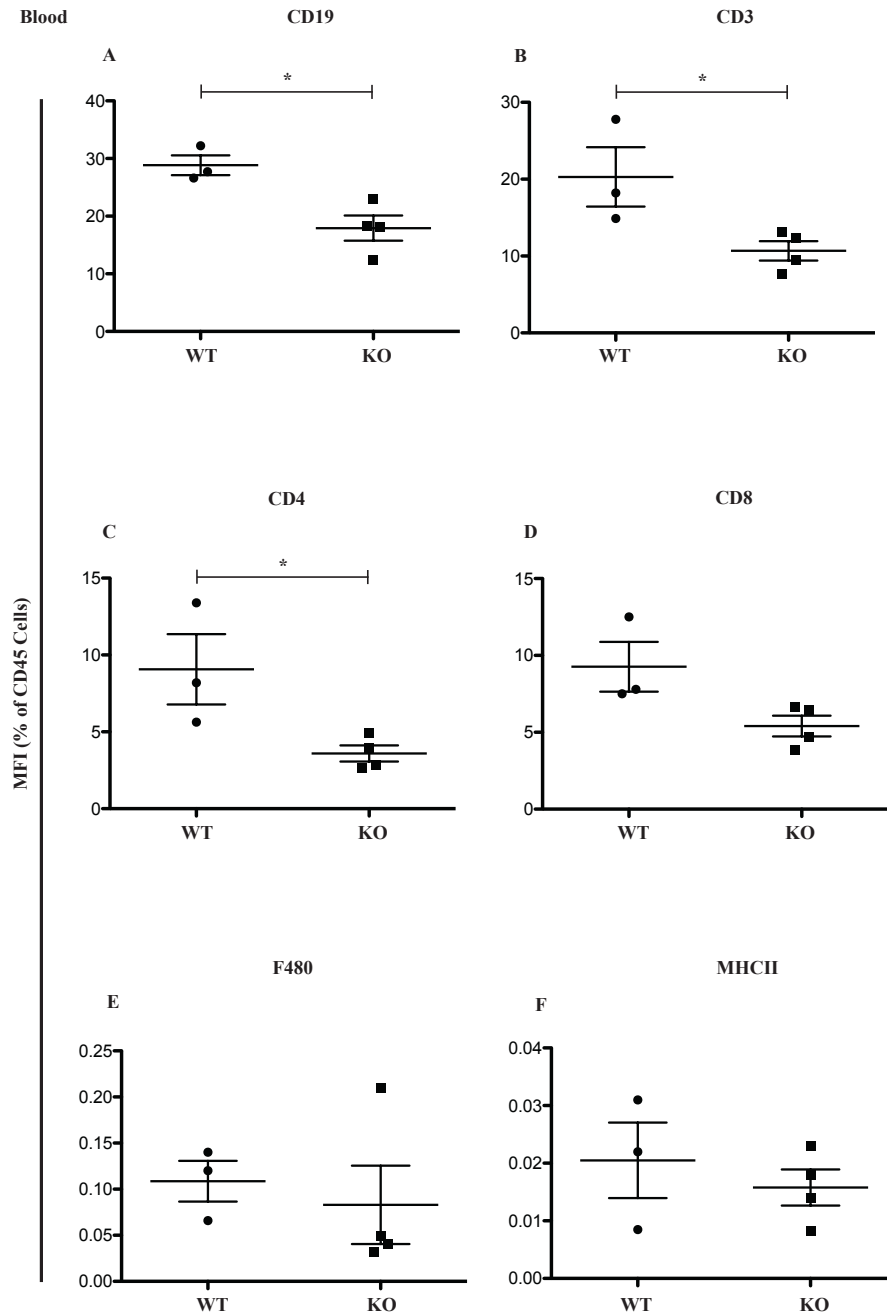 Blood
CD19
CD3
A
B
*
*
40
30
20
10
0
30
20
10
0
WT
KO
WT
KO
CD4
CD8
C
D
*
15
10
5
0
15
10
5
0
WT
KO
WT
KO
MFI (% of CD45 Cells)
F480
MHCII
E
F
0.25
0.20
0.15
0.10
0.05
0.00
0.04
0.03
0.02
0.01
0.00
WT
KO
WT
KO